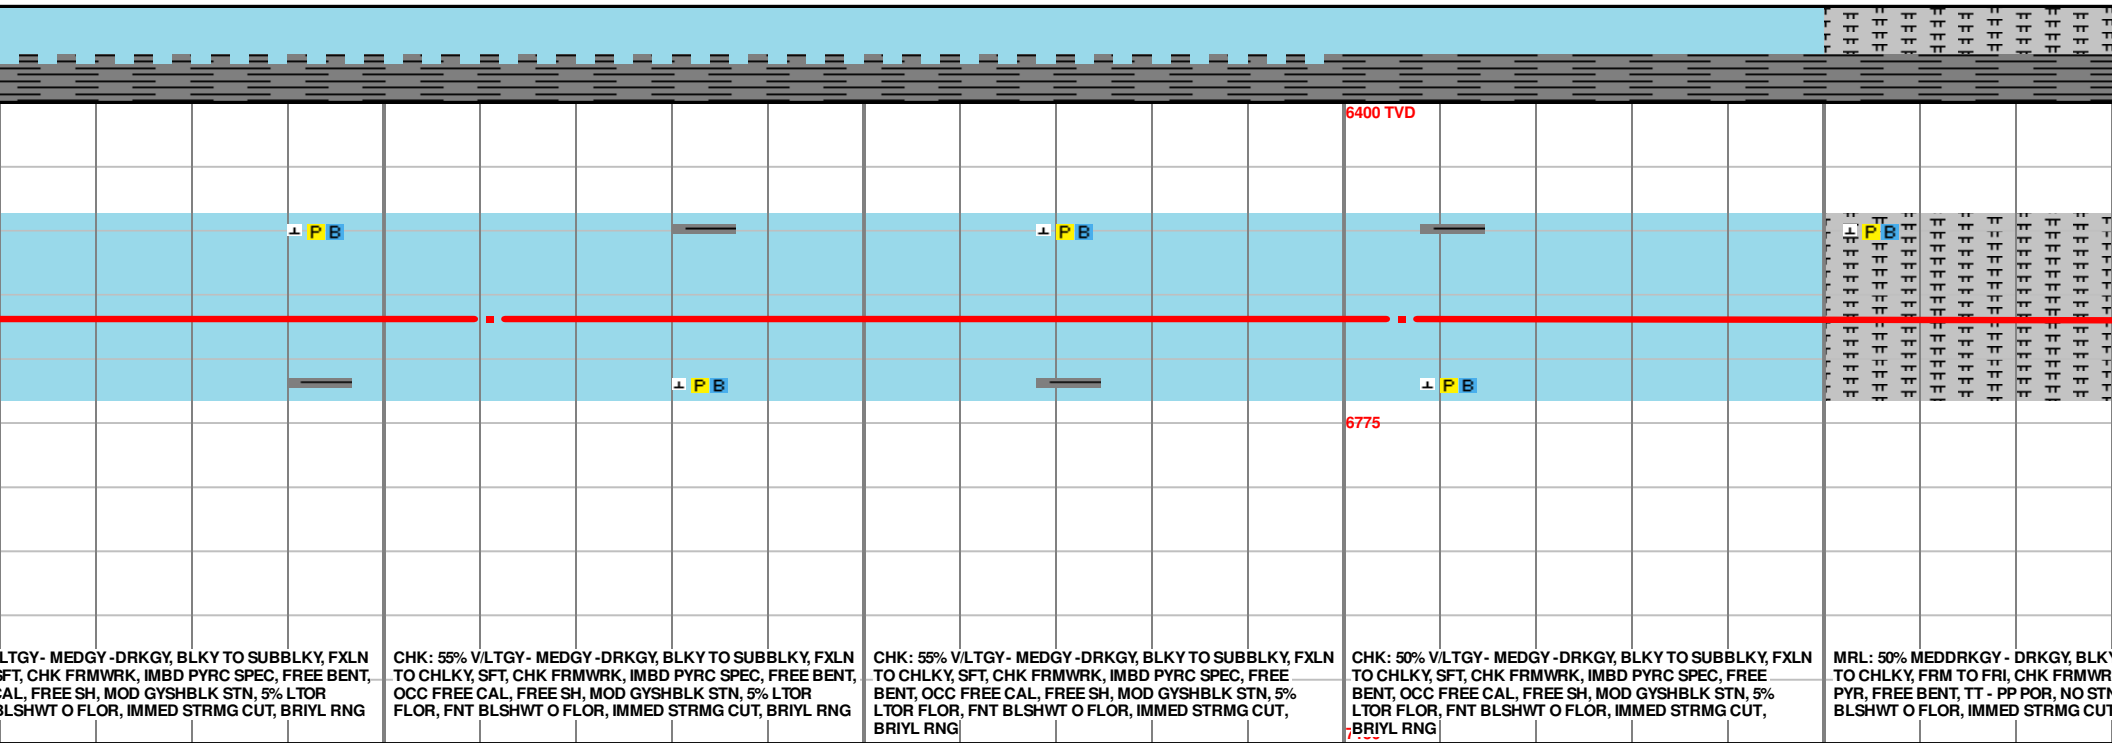 6400 TVD
P B
P B
P B
P B
P B
6775
LTGY- MEDGY -DRKGY, BLKY TO SUBBLKY, FXLN
SFT, CHK FRMWRK, IMBD PYRC SPEC, FREE BENT,
CAL, FREE SH, MOD GYSHBLK STN, 5% LTOR
BLSHWT O FLOR, IMMED STRMG CUT, BRIYL RNG
CHK: 55% V/LTGY- MEDGY -DRKGY, BLKY TO SUBBLKY, FXLN
TO CHLKY, SFT, CHK FRMWRK, IMBD PYRC SPEC, FREE BENT,
OCC FREE CAL, FREE SH, MOD GYSHBLK STN, 5% LTOR
FLOR, FNT BLSHWT O FLOR, IMMED STRMG CUT, BRIYL RNG
CHK: 55% V/LTGY- MEDGY -DRKGY, BLKY TO SUBBLKY, FXLN
TO CHLKY, SFT, CHK FRMWRK, IMBD PYRC SPEC, FREE
BENT, OCC FREE CAL, FREE SH, MOD GYSHBLK STN, 5%
LTOR FLOR, FNT BLSHWT O FLOR, IMMED STRMG CUT,
BRIYL RNG
CHK: 50% V/LTGY- MEDGY -DRKGY, BLKY TO SUBBLKY, FXLN
TO CHLKY, SFT, CHK FRMWRK, IMBD PYRC SPEC, FREE
BENT, OCC FREE CAL, FREE SH, MOD GYSHBLK STN, 5%
LTOR FLOR, FNT BLSHWT O FLOR, IMMED STRMG CUT,
BRIYL RNG
MRL: 50% MEDDRKGY - DRKGY, BLKY
TO CHLKY, FRM TO FRI, CHK FRMWR
PYR, FREE BENT, TT - PP POR, NO STN
BLSHWT O FLOR, IMMED STRMG CUT